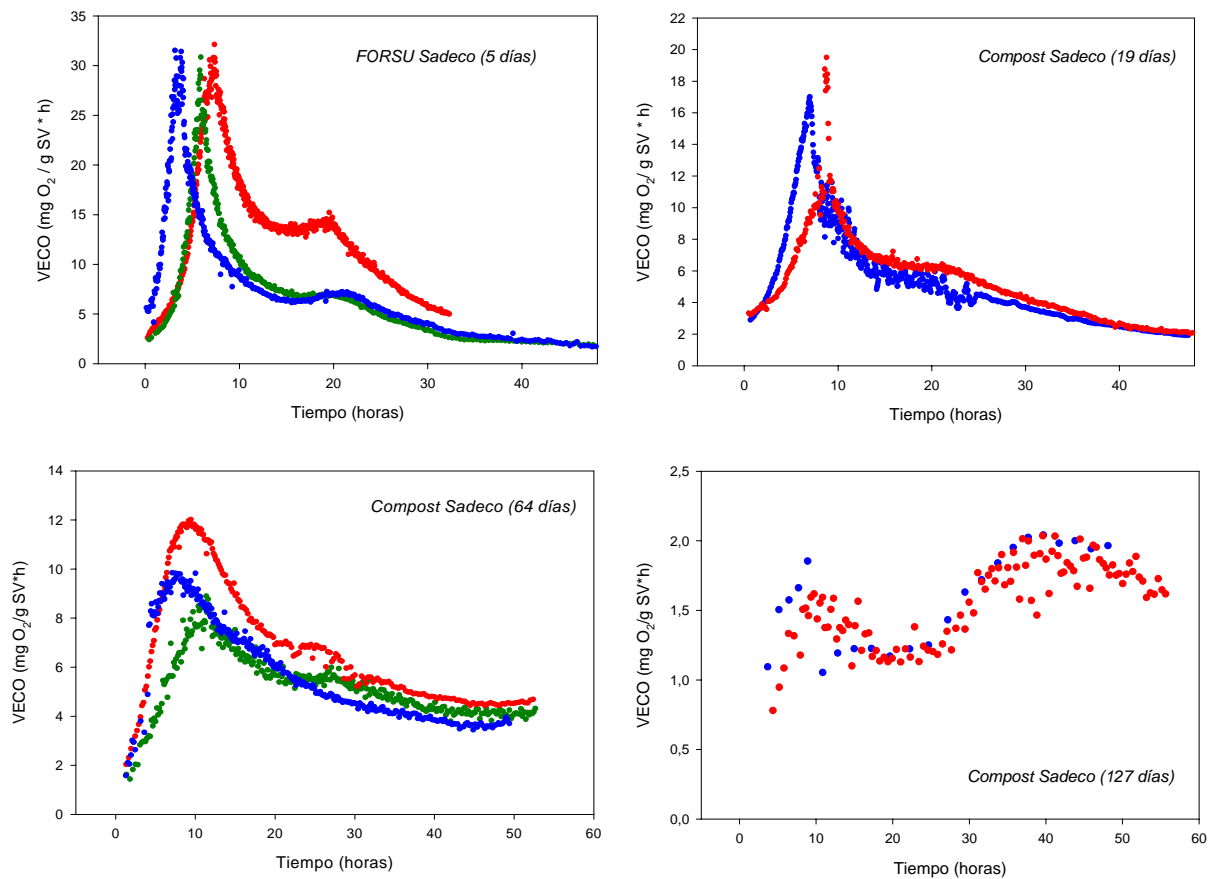 35
30
25
20
15
10
5
0
VECO (mg O2 / g SV * h)
FORSU Sadeco (5 días)
0 10 20 30 40
Tiempo (horas)
22
20
18
16
14
12
10
8
6
4
2
0
VECO (mg O2/ g SV * h)
Compost Sadeco (19 días)
0 10 20 30 40
Tiempo (horas)
14
12
10
8
6
4
2
0
VECO (mg O2/g SV*h)
Compost Sadeco (64 días)
0 10 20 30 40 50 60
Tiempo (horas)
2,5
2,0
1,5
1,0
0,5
0,0
VECO (mg O2/g SV*h)
Compost Sadeco (127 días)
0 10 20 30 40 50 60
Tiempo (horas)